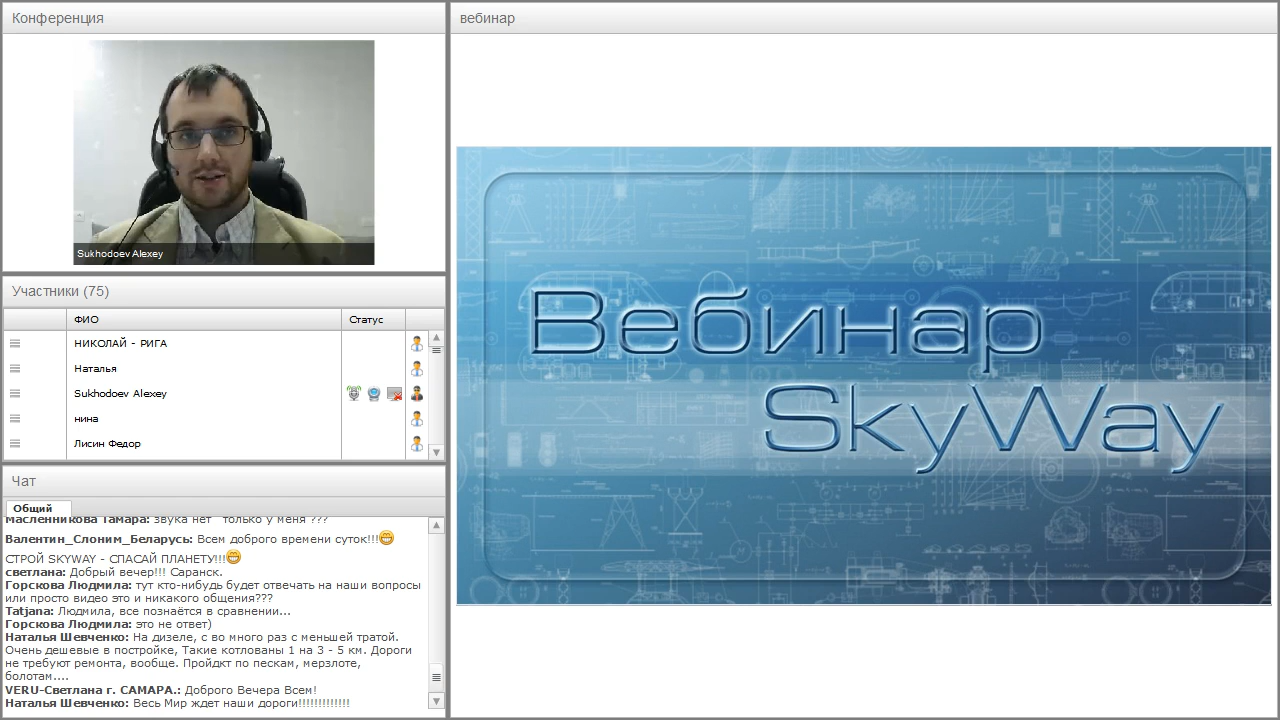 Конференция
Sukhodoev Alexey
Участники (75)
ФИО Статус
НИКОЛАЙ - РИГА
Наталья
Sukhodoev Alexey
нина
Лисин Федор
Чат
Общий
Масленникова Тамара: звука нет только у меня ???
Валентин_Слоним_Беларусь: Всем доброго времени суток!!!
СТРОЙ SKYWAY - СПАСАЙ ПЛАНЕТУ!!!
светлана: Добрый вечер!!! Саранск.
Горскова Людмила: тут кто-нибудь будет отвечать на наши вопросы
или просто видео это и никакого общения???
Tatjana: Людмила, все познаётся в сравнении...
Горскова Людмила: это не ответ)
Наталья Шевченко: На дизеле, с во много раз с меньшей тратой.
Очень дешевые в постройке, Такие котлованы 1 на 3 - 5 км. Дороги
не требуют ремонта, вообще. Пройдкт по пескам, мерзлоте,
болотам....
VERU-Светлана г. САМАРА.: Доброго Вечера Всем!
Наталья Шевченко: Весь Мир ждет наши дороги!!!!!!!!!!!!!
вебинар
Вебинар
SkyWay